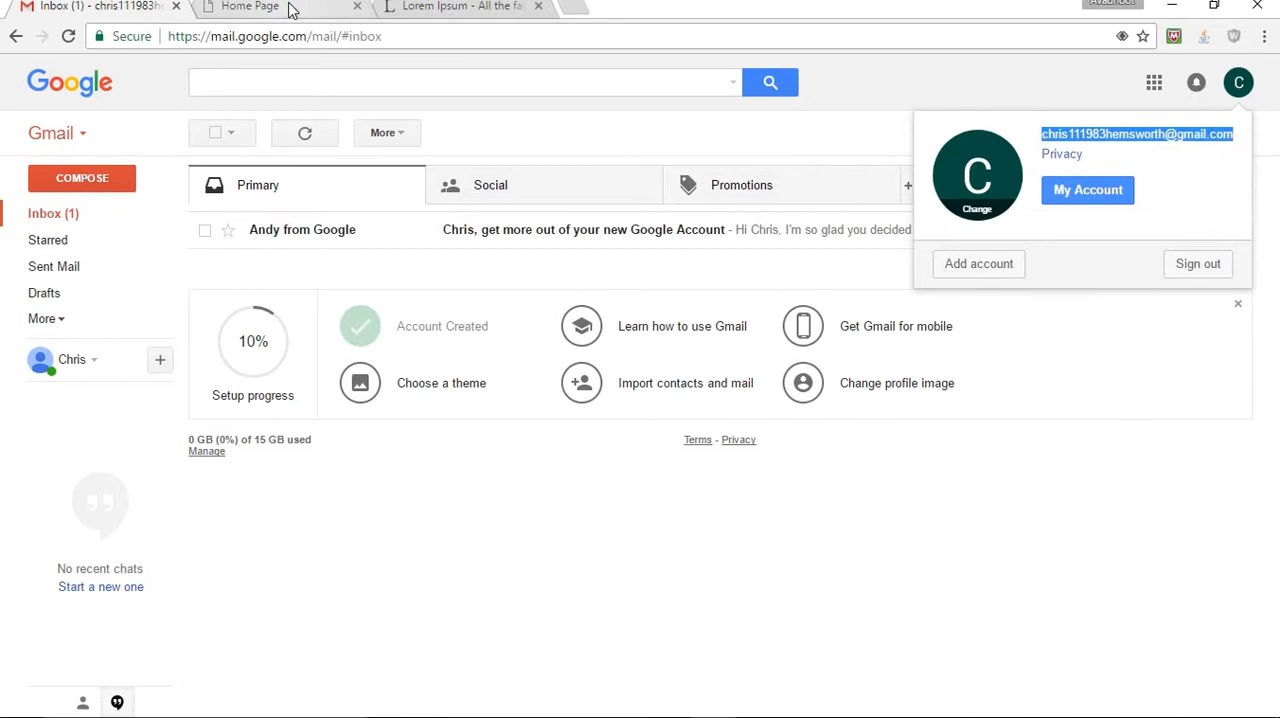 Inbox (1) - chris111983h
Home Page
Lorem Ipsum - All the fa
Avadhoot
Secure
https://mail.google.com/mail/#inbox
Google
C
Gmail
More
chris111983hemsworth@gmail.com
Privacy
C
Change
My Account
COMPOSE
Primary
Social
Promotions
+
Inbox (1)
Andy from Google
Chris, get more out of your new Google Account - Hi Chris, I'm so glad you decided
Starred
Sent Mail
Add account
Sign out
Drafts
More
10%
Setup progress
Account Created
Learn how to use Gmail
Get Gmail for mobile
Choose a theme
Import contacts and mail
Change profile image
Chris
0 GB (0%) of 15 GB used
Manage
Terms - Privacy
No recent chats
Start a new one